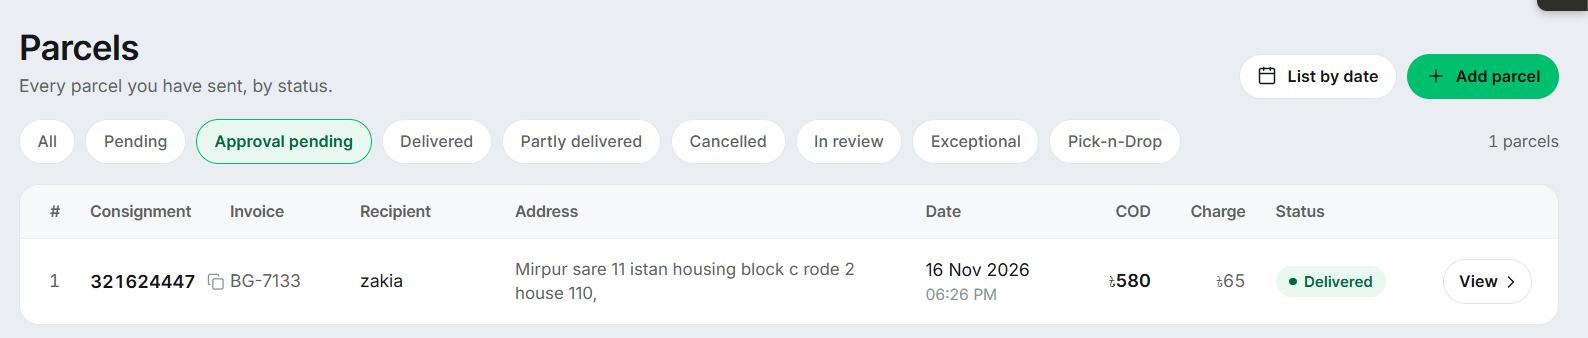 Parcels
Every parcel you have sent, by status.
List by date
+ Add parcel
All Pending Approval pending Delivered Partly delivered Cancelled In review Exceptional Pick-n-Drop 1 parcels
# Consignment Invoice Recipient Address Date COD Charge Status
1 321624447 BG-7133 zakia Mirpur sare 11 istan housing block c rode 2 16 Nov 2026 ৳580 ৳65 Delivered View >
house 110, 06:26 PM